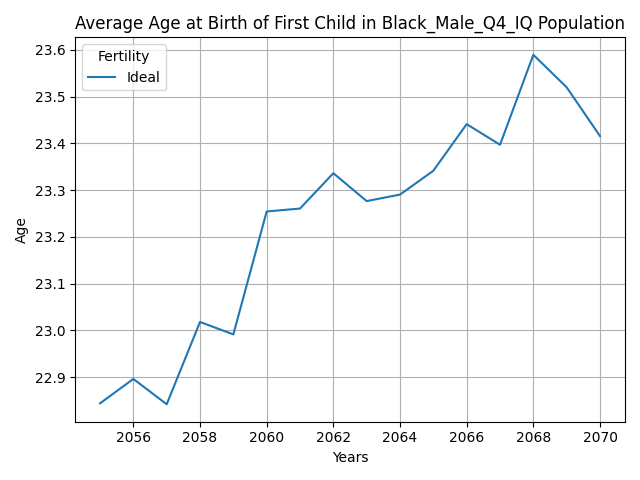 Average Age at Birth of First Child in Black_Male_Q4_IQ Population
Fertility
Ideal
23.6
23.5
23.4
23.3
23.2
23.1
23.0
22.9
Age
2056 2058 2060 2062 2064 2066 2068 2070
Years